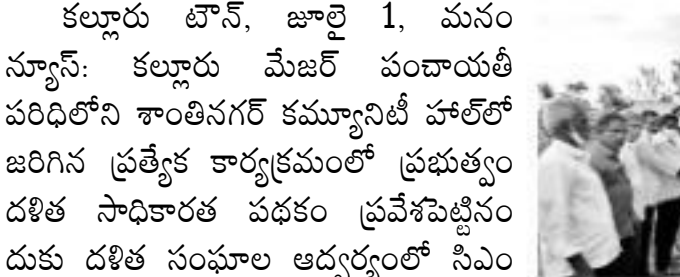 కల్లూరు టౌన్, జూలై 1, మనం
న్యూస్: కల్లూరు మేజర్ పంచాయతీ
పరిధిలోని శాంతినగర్ కమ్యూనిటీ హాల్‌లో
జరిగిన ప్రత్యేక కార్యక్రమంలో ప్రభుత్వం
దళిత సాధికారత పథకం ప్రవేశపెట్టినం
దుకు దళిత సంఘాల ఆధ్వర్యంలో సిఎం